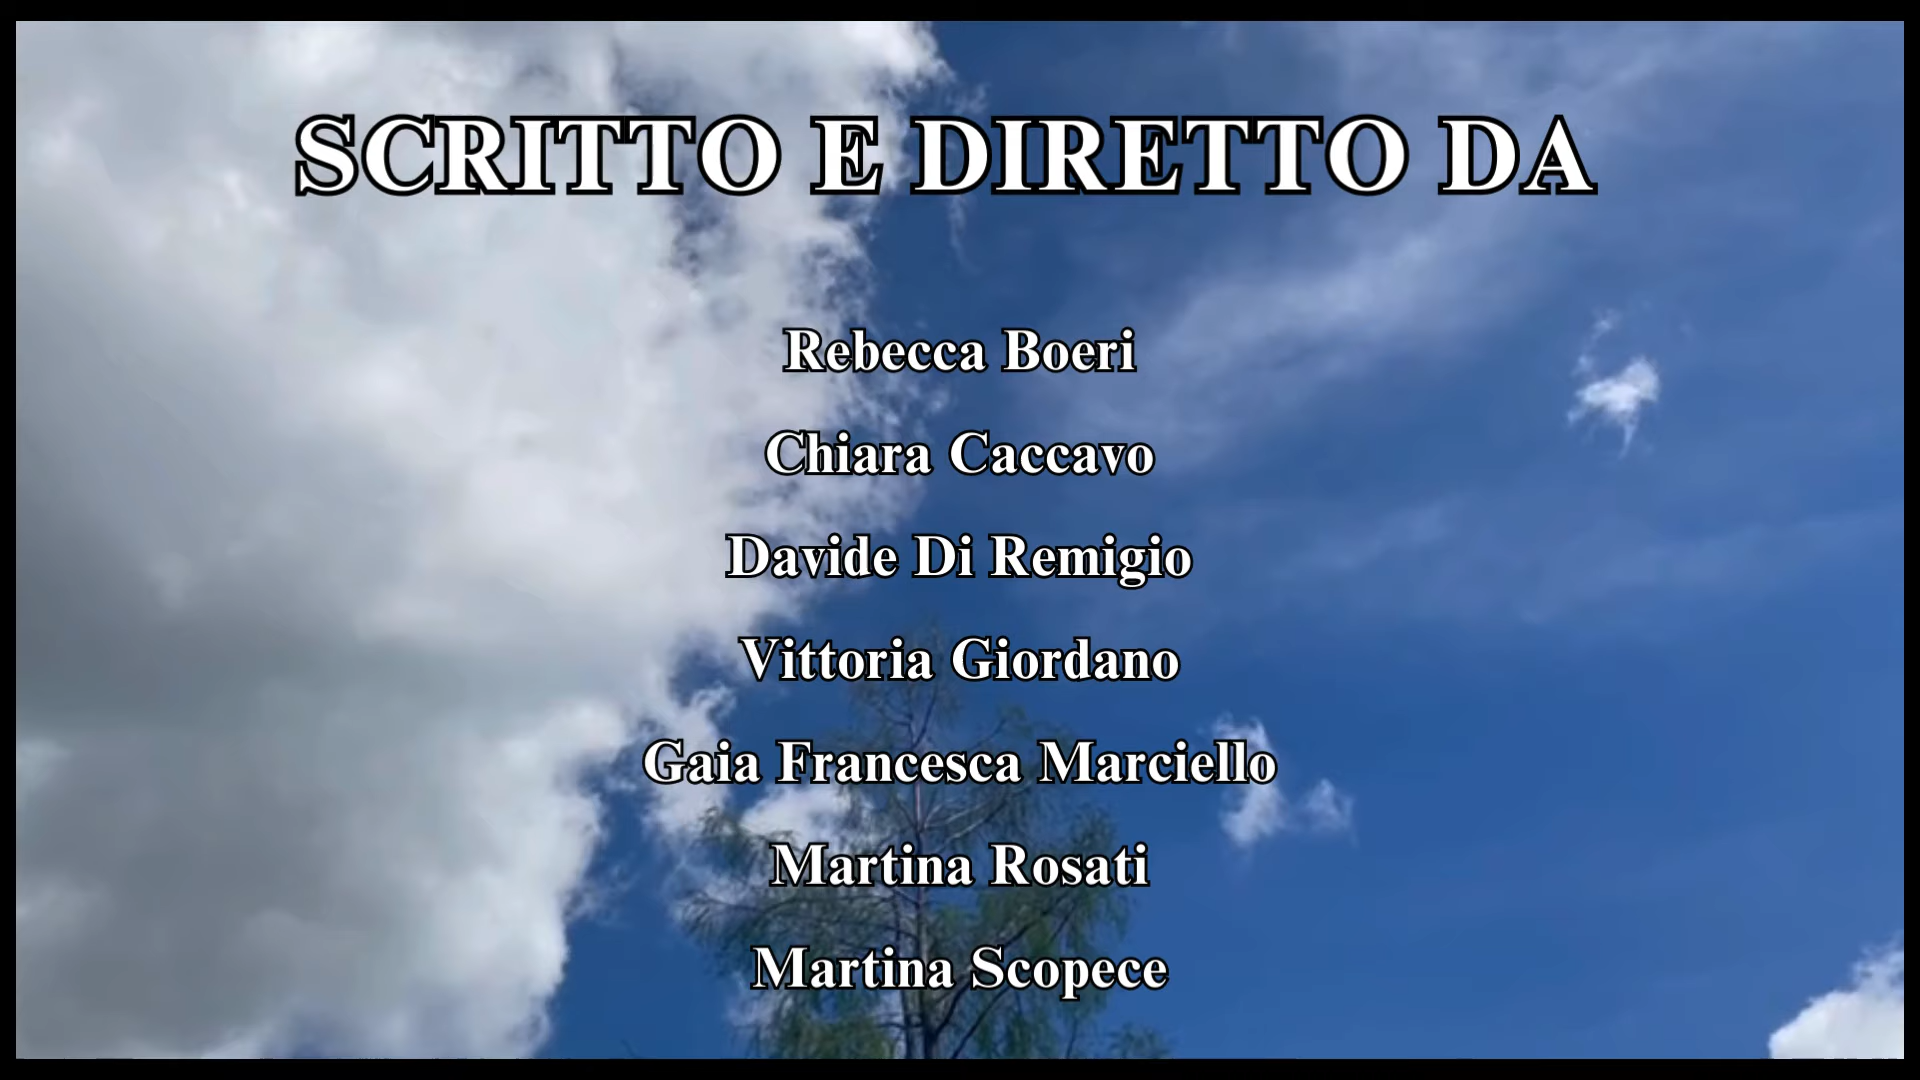 SCRITTO E DIRETTO DA
Rebecca Boeri
Chiara Caccavo
Davide Di Remigio
Vittoria Giordano
Gaia Francesca Marciello
Martina Rosati
Martina Scopece